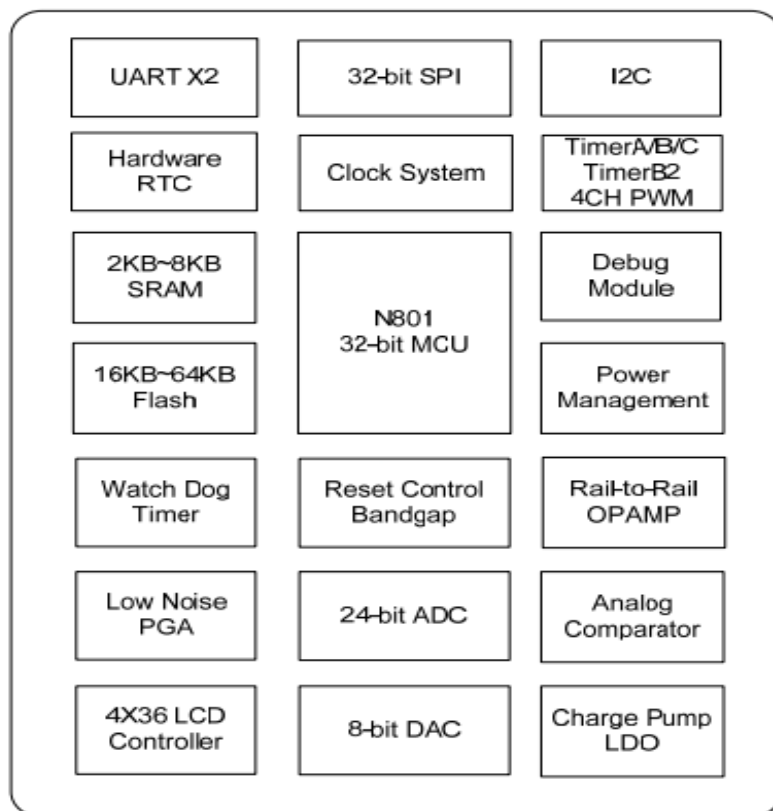 UART X2
32-bit SPI
I2C
Hardware
RTC
Clock System
TimerA/B/C
TimerB2
4CH PWM
2KB~8KB
SRAM
N801
32-bit MCU
Debug
Module
16KB~64KB
Flash
Power
Management
Watch Dog
Timer
Reset Control
Bandgap
Rail-to-Rail
OPAMP
Low Noise
PGA
24-bit ADC
Analog
Comparator
4X36 LCD
Controller
8-bit DAC
Charge Pump
LDO